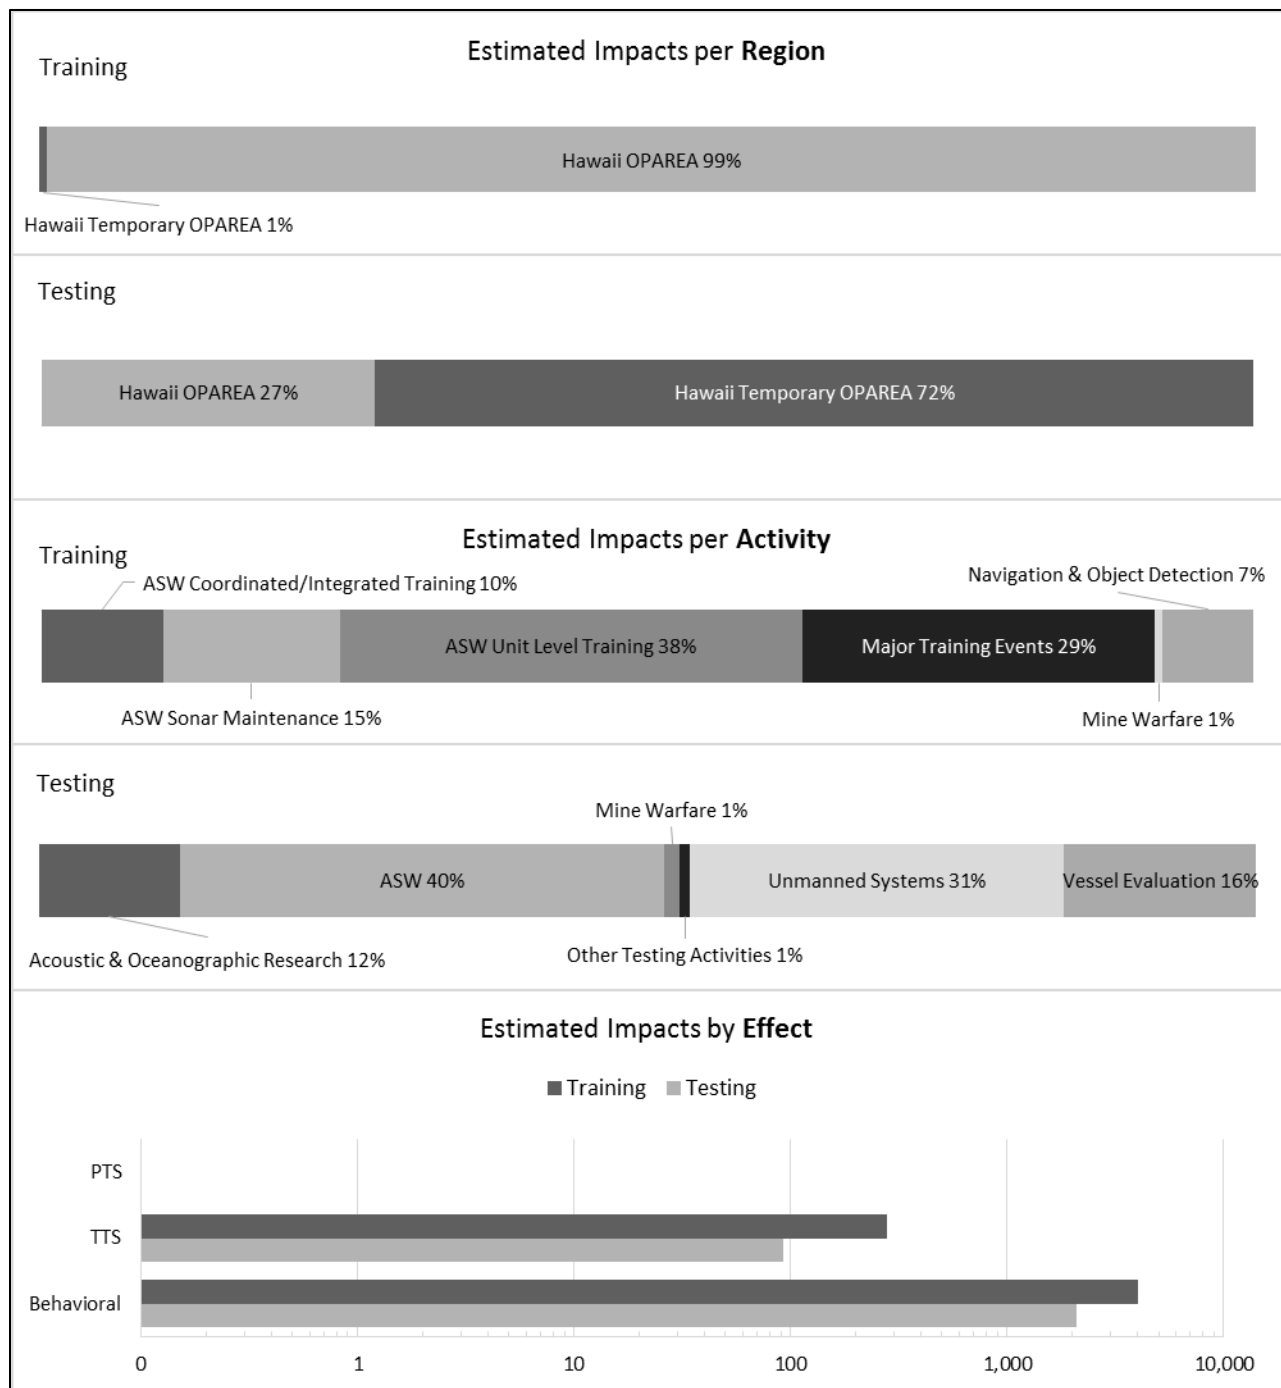 Estimated Impacts per Region
Training
Hawaii OPAREA 99%
Hawaii Temporary OPAREA 1%
Testing
Hawaii OPAREA 27%
Hawaii Temporary OPAREA 72%
Estimated Impacts per Activity
Training
ASW Coordinated/Integrated Training 10%
Navigation & Object Detection 7%
ASW Unit Level Training 38%
Major Training Events 29%
ASW Sonar Maintenance 15%
Mine Warfare 1%
Testing
Mine Warfare 1%
ASW 40%
Unmanned Systems 31%
Vessel Evaluation 16%
Acoustic & Oceanographic Research 12%
Other Testing Activities 1%
Estimated Impacts by Effect
Training Testing
PTS
TTS
Behavioral
0 1 10 100 1,000 10,000